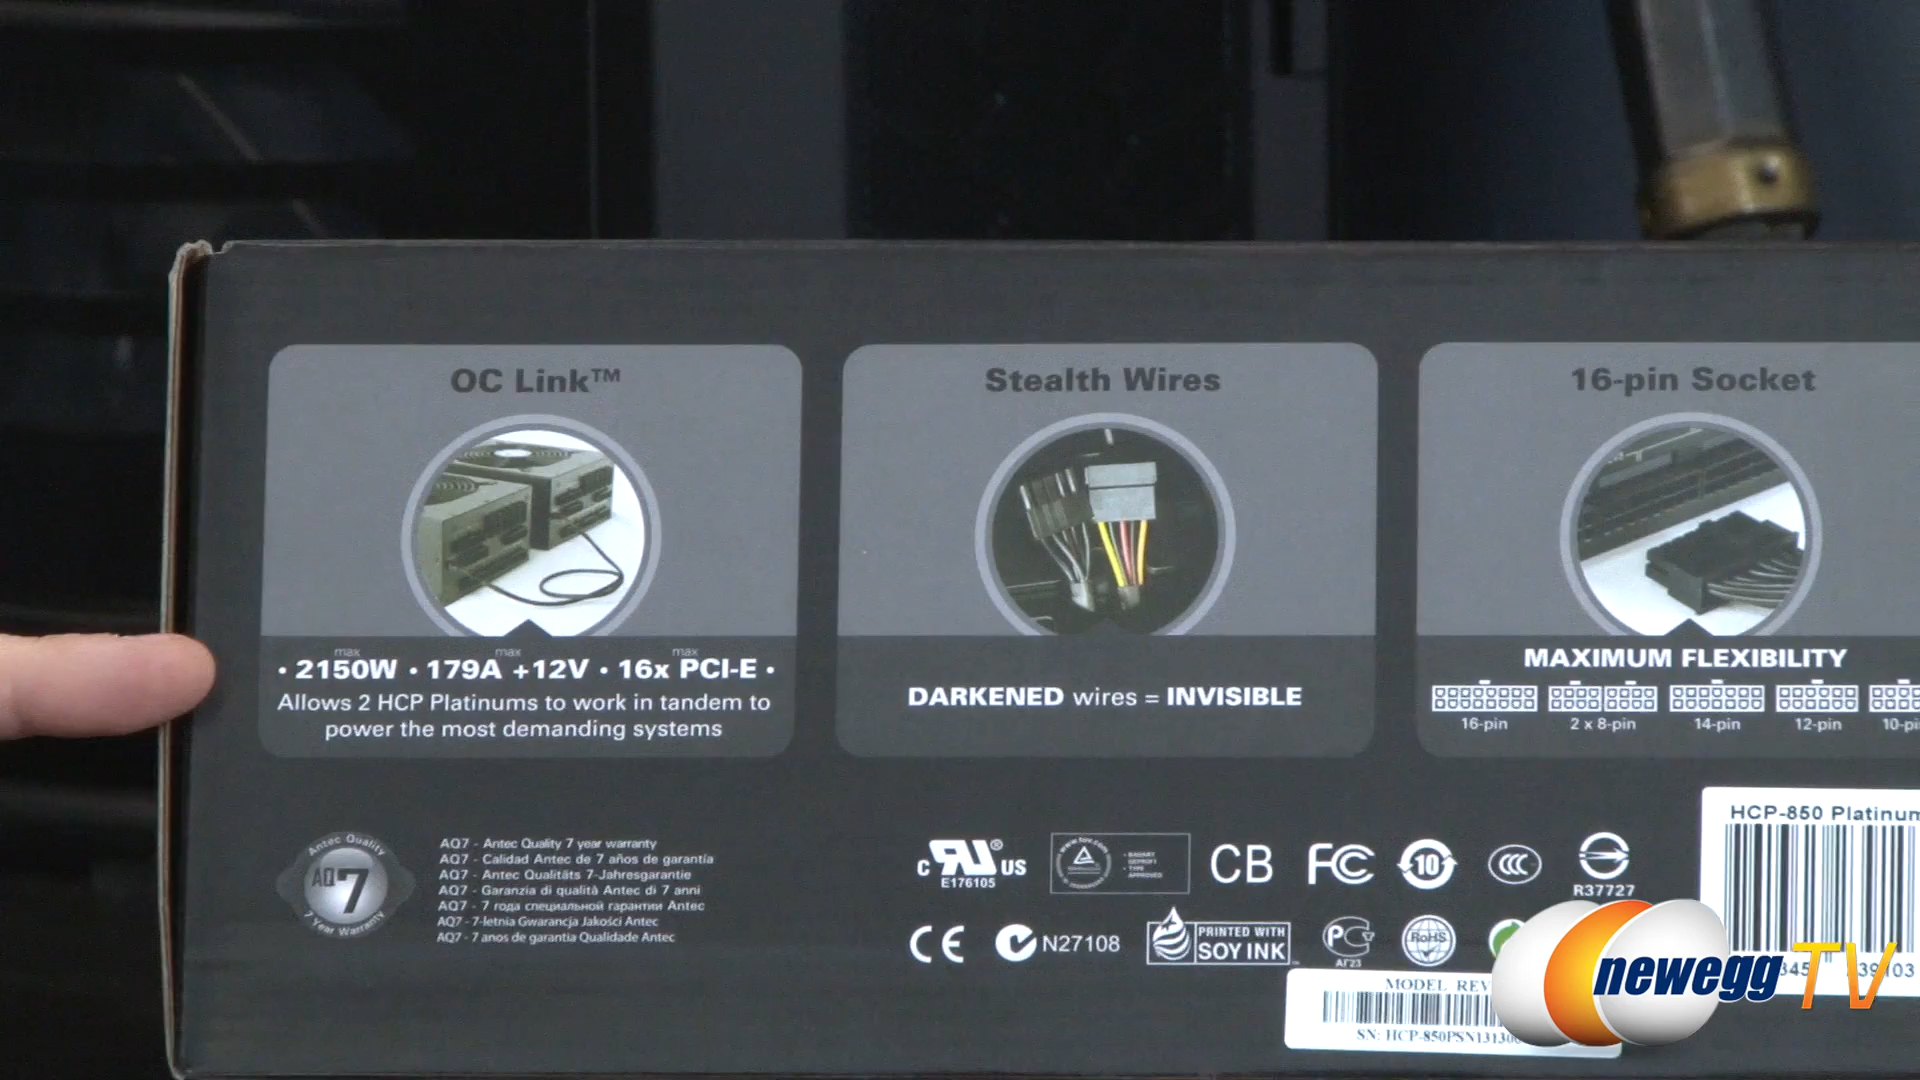 OC Link™
max max max
• 2150W • 179A +12V • 16x PCI-E •
Allows 2 HCP Platinums to work in tandem to
power the most demanding systems
Stealth Wires
DARKENED wires = INVISIBLE
16-pin Socket
MAXIMUM FLEXIBILITY
16-pin 2 x 8-pin 14-pin 12-pin
Antec Quality
AQ7
7 Year Warranty
AQ7 - Antec Quality 7 year warranty
AQ7 - Calidad Antec de 7 años de garantía
AQ7 - Antec Qualitäts 7-Jahresgarantie
AQ7 - Garanzia di qualità Antec di 7 anni
AQ7 - 7 года специальной гарантии Antec
AQ7 - 7-letnia Gwarancja Jakości Antec
AQ7 - 7 anos de garantia Qualidade Antec
C US ®
E176105
CB
FC
10
CCC
R37727
CE
N27108
PRINTED WITH
SOY INK
АГ23
RoHS
HCP-850 Platinum
MODEL REV
newegg TV